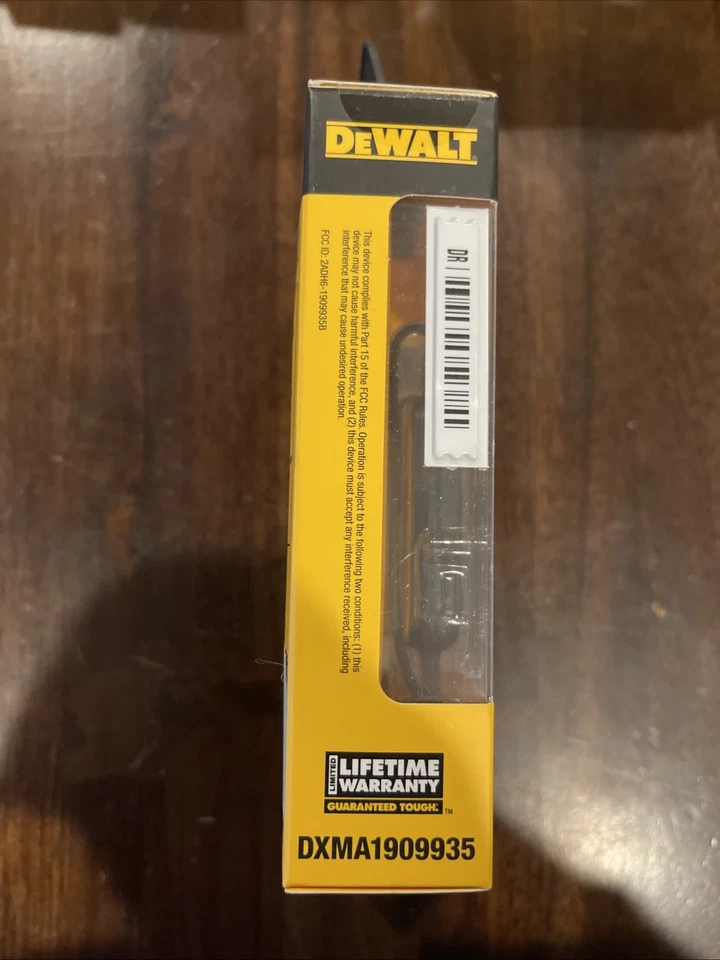 DEWALT
DR
This device complies with Part 15 of the FCC Rules. Operation is subject to the following two conditions: (1) this
device may not cause harmful interference, and (2) this device must accept any interference received, including
interference that may cause undesired operation.
FCC ID: 2ADH6-1909935B
LIMITED
LIFETIME
WARRANTY
GUARANTEED TOUGH.™
DXMA1909935